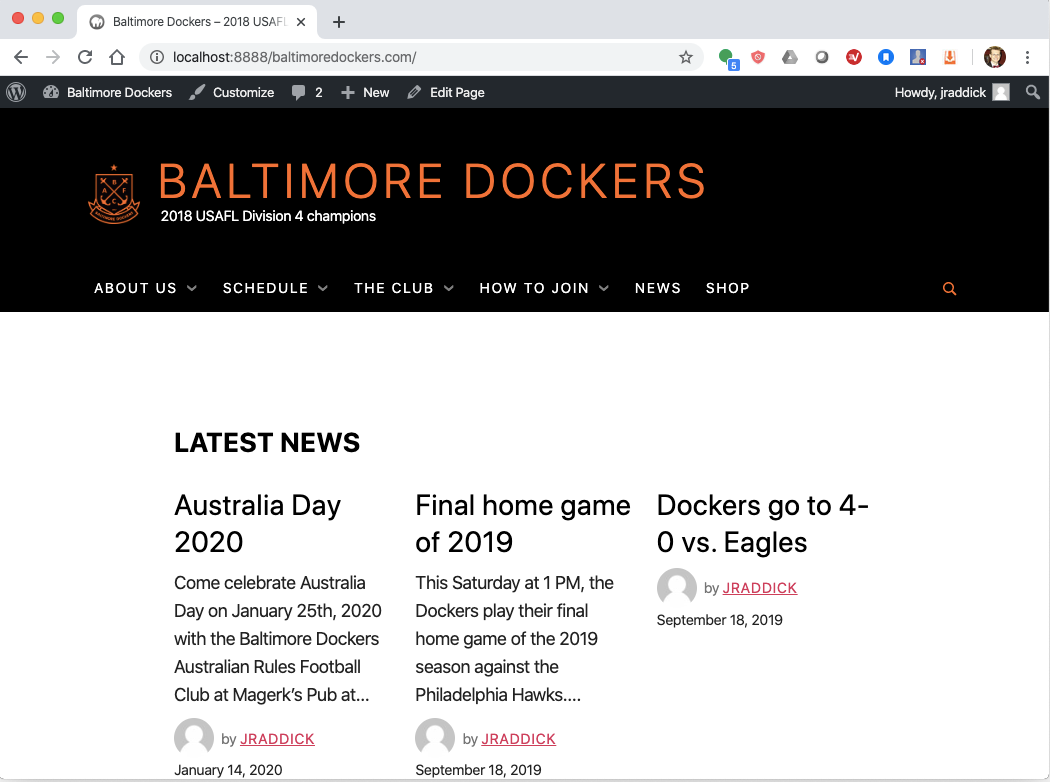 Baltimore Dockers – 2018 USAFL
localhost:8888/baltimoredockers.com/
5
Baltimore Dockers Customize 2 New Edit Page Howdy, jraddick
BALTIMORE DOCKERS
2018 USAFL Division 4 champions
A B F C
BALTIMORE DOCKERS
ABOUT US SCHEDULE THE CLUB HOW TO JOIN NEWS SHOP
LATEST NEWS
Australia Day
2020
Come celebrate Australia
Day on January 25th, 2020
with the Baltimore Dockers
Australian Rules Football
Club at Magerk’s Pub at…
by JRADDICK
January 14, 2020
Final home game
of 2019
This Saturday at 1 PM, the
Dockers play their final
home game of the 2019
season against the
Philadelphia Hawks.…
by JRADDICK
September 18, 2019
Dockers go to 4-
0 vs. Eagles
by JRADDICK
September 18, 2019